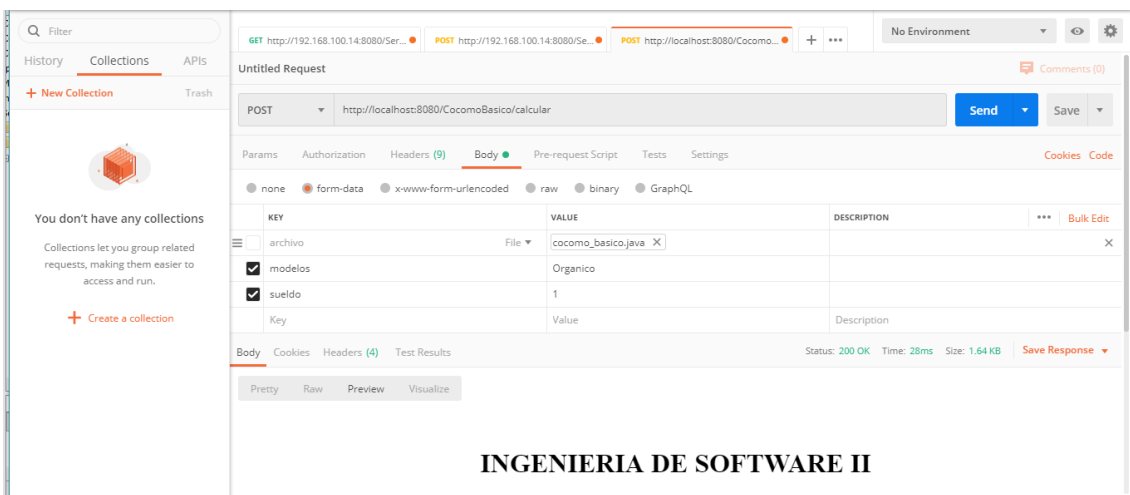 Filter
History Collections APIs
+ New Collection Trash
You don't have any collections
Collections let you group related
requests, making them easier to
access and run.
+ Create a collection
GET http://192.168.100.14:8080/Ser...
POST http://192.168.100.14:8080/Se...
POST http://localhost:8080/Cocomo...
+ •••
No Environment
Untitled Request
Comments (0)
POST http://localhost:8080/CocomoBasico/calcular
Send Save
Params Authorization Headers (9) Body Pre-request Script Tests Settings
Cookies Code
none form-data x-www-form-urlencoded raw binary GraphQL
KEY VALUE DESCRIPTION ••• Bulk Edit
archivo File cocomo_basico.java
modelos Organico
sueldo 1
Key Value Description
Body Cookies Headers (4) Test Results
Status: 200 OK Time: 28ms Size: 1.64 KB Save Response
Pretty Raw Preview Visualize
INGENIERIA DE SOFTWARE II